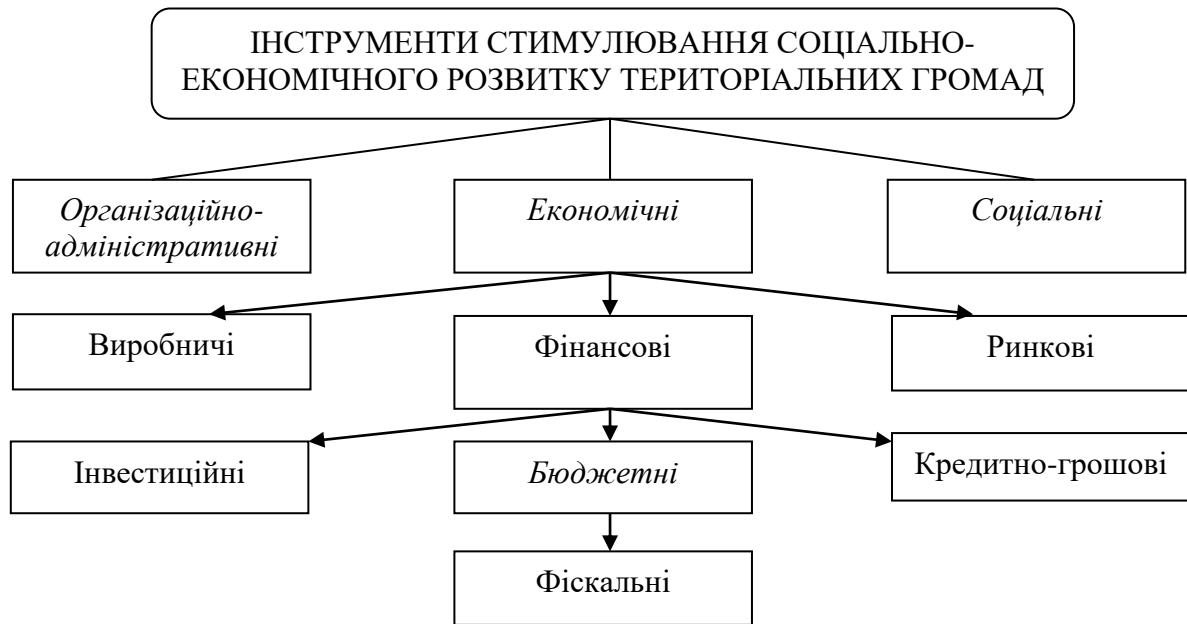 ІНСТРУМЕНТИ СТИМУЛЮВАННЯ СОЦІАЛЬНО-
ЕКОНОМІЧНОГО РОЗВИТКУ ТЕРИТОРІАЛЬНИХ ГРОМАД
Організаційно-
адміністративні
Економічні
Соціальні
Виробничі
Фінансові
Ринкові
Інвестиційні
Бюджетні
Кредитно-грошові
Фіскальні